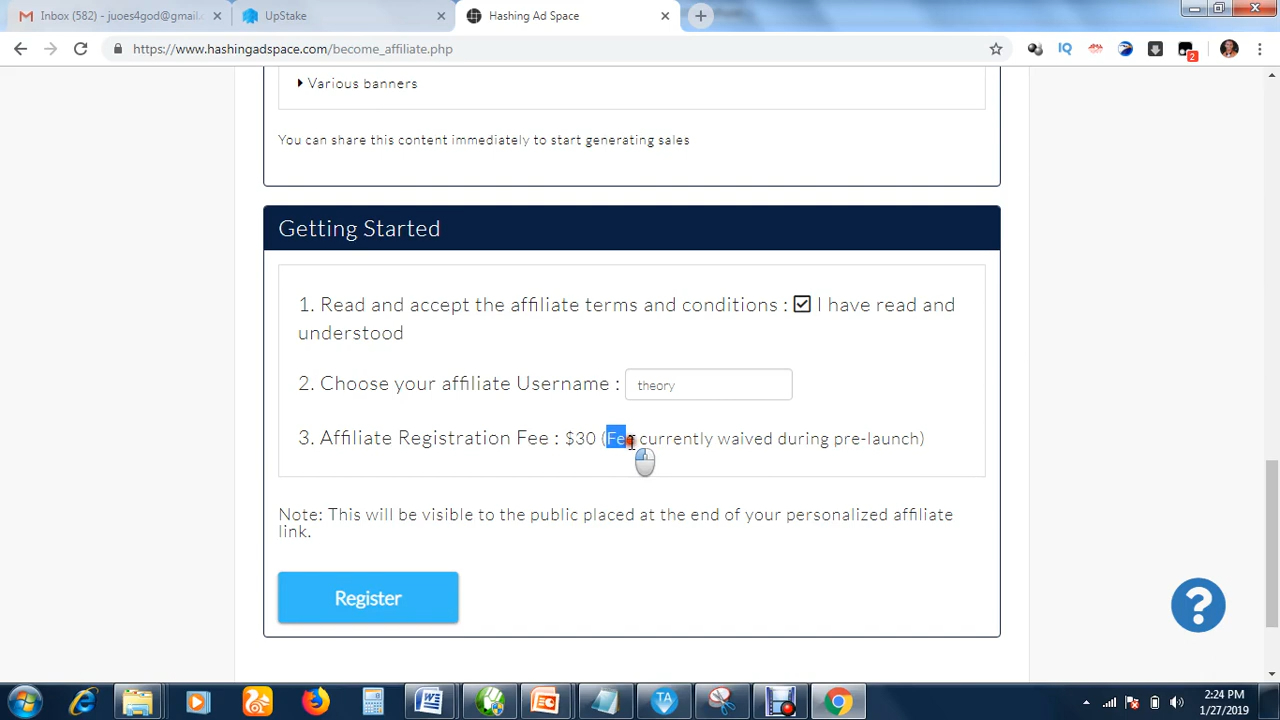 Inbox (582) - juoes4god@gmail
UpStake
Hashing Ad Space
https://www.hashingadspace.com/become_affiliate.php
IQ
2
Various banners
You can share this content immediately to start generating sales
Getting Started
1. Read and accept the affiliate terms and conditions : I have read and
understood
2. Choose your affiliate Username : theory
3. Affiliate Registration Fee : $30 (Fee currently waived during pre-launch)
Note: This will be visible to the public placed at the end of your personalized affiliate
link.
Register
?
TA
2:24 PM
1/27/2019